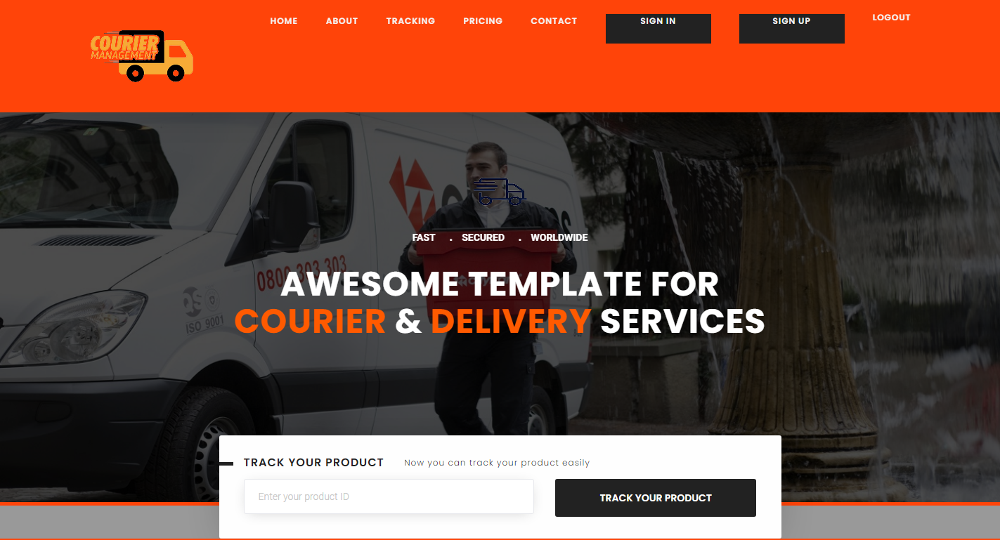 HOME ABOUT TRACKING PRICING CONTACT SIGN IN SIGN UP LOGOUT
COURIER
MANAGEMENT
FAST . SECURED . WORLDWIDE
0800 303 303
AWESOME TEMPLATE FOR
COURIER & DELIVERY SERVICES
ISO 9001
TRACK YOUR PRODUCT Now you can track your product easily
Enter your product ID
TRACK YOUR PRODUCT